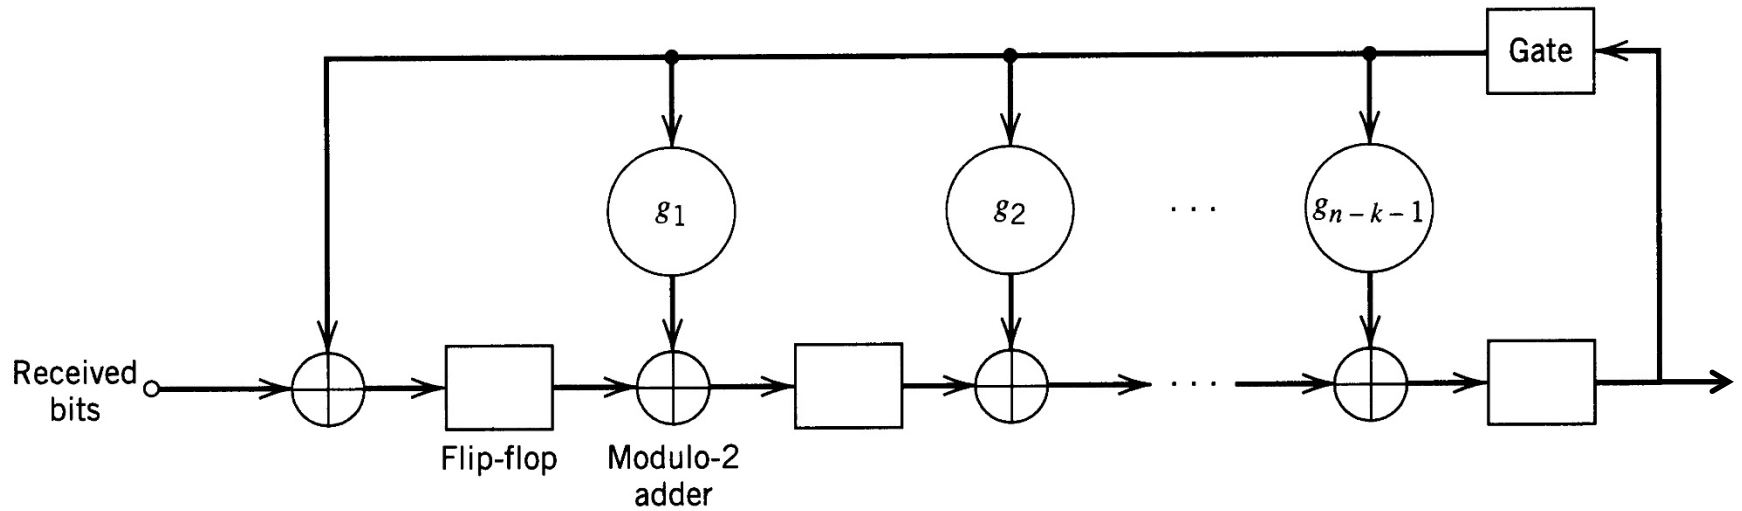 Gate
g1
g2
. . .
gn – k – 1
Received
bits
. . .
Flip-flop
Modulo-2
adder